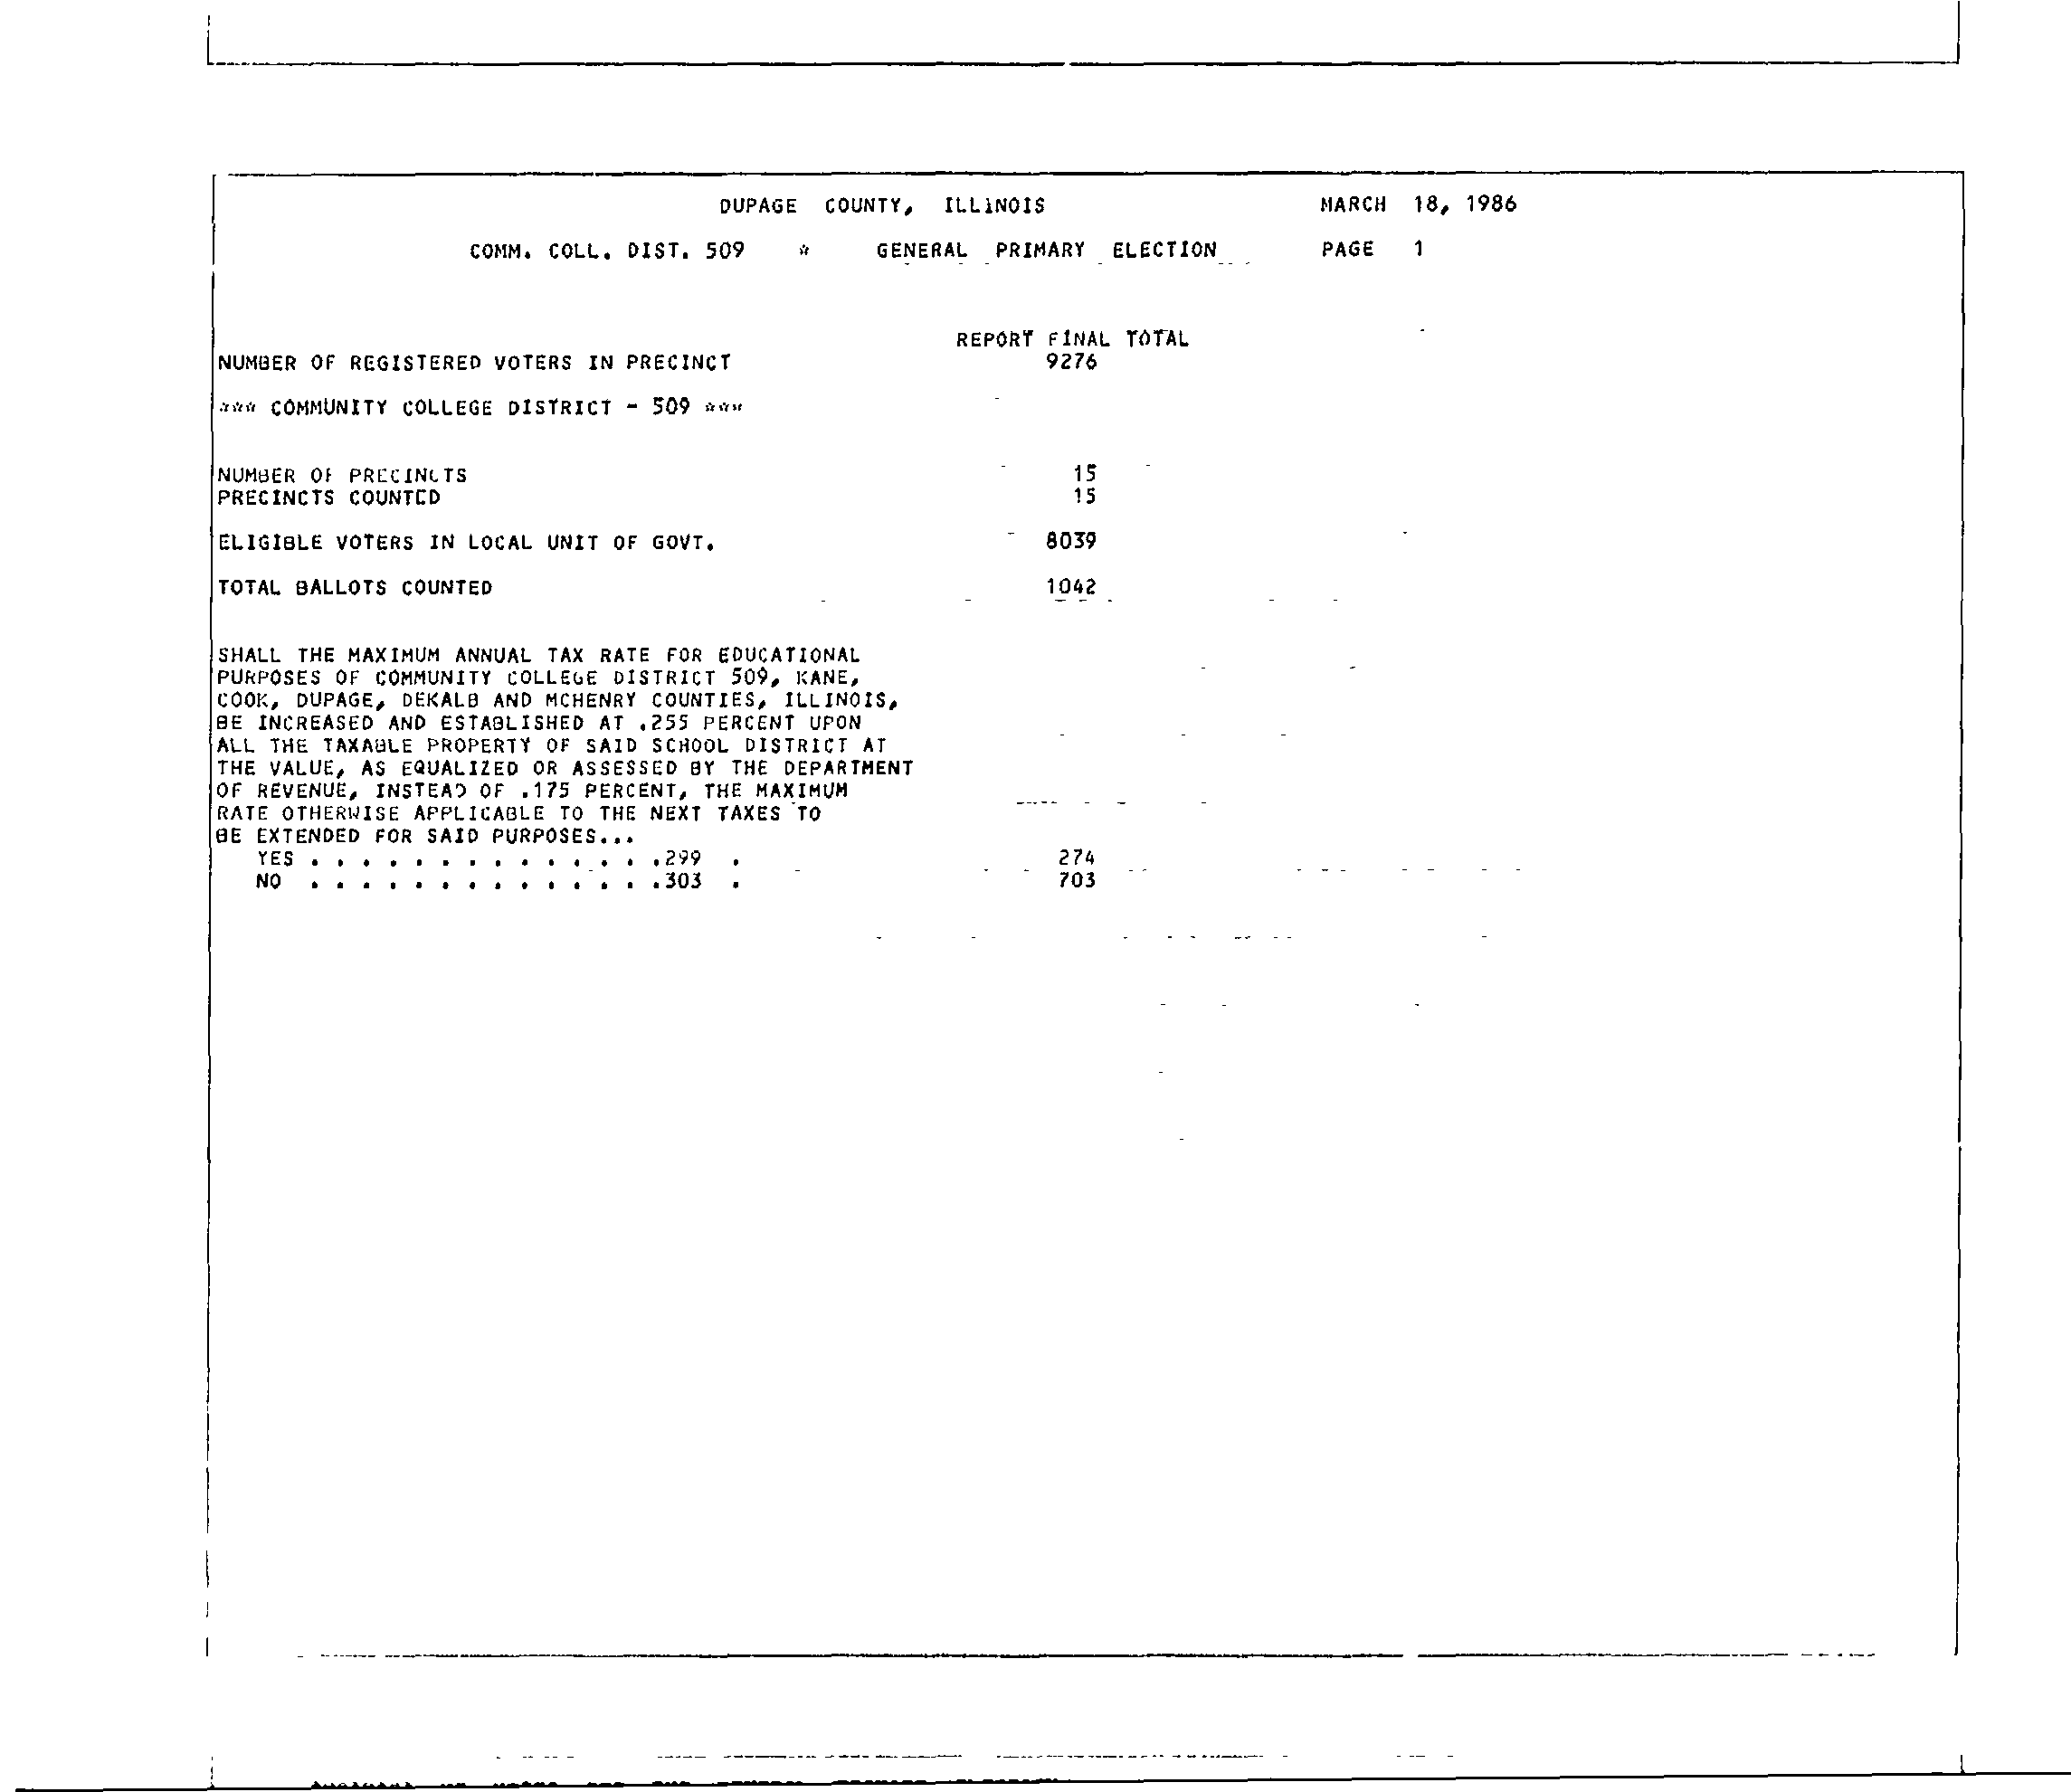 DUPAGE COUNTY, ILLINOIS MARCH 18, 1986
COMM. COLL. DIST. 509 * GENERAL PRIMARY ELECTION PAGE 1
REPORT FINAL TOTAL
NUMBER OF REGISTERED VOTERS IN PRECINCT 9276
*** COMMUNITY COLLEGE DISTRICT - 509 ***
NUMBER OF PRECINCTS 15
PRECINCTS COUNTED 15
ELIGIBLE VOTERS IN LOCAL UNIT OF GOVT. 8039
TOTAL BALLOTS COUNTED 1042
SHALL THE MAXIMUM ANNUAL TAX RATE FOR EDUCATIONAL
PURPOSES OF COMMUNITY COLLEGE DISTRICT 509, KANE,
COOK, DUPAGE, DEKALB AND MCHENRY COUNTIES, ILLINOIS,
BE INCREASED AND ESTABLISHED AT .255 PERCENT UPON
ALL THE TAXABLE PROPERTY OF SAID SCHOOL DISTRICT AT
THE VALUE, AS EQUALIZED OR ASSESSED BY THE DEPARTMENT
OF REVENUE, INSTEAD OF .175 PERCENT, THE MAXIMUM
RATE OTHERWISE APPLICABLE TO THE NEXT TAXES TO
BE EXTENDED FOR SAID PURPOSES...
YES . . . . . . . . . . . . . .299 . 274
NO . . . . . . . . . . . . . .303 . 703